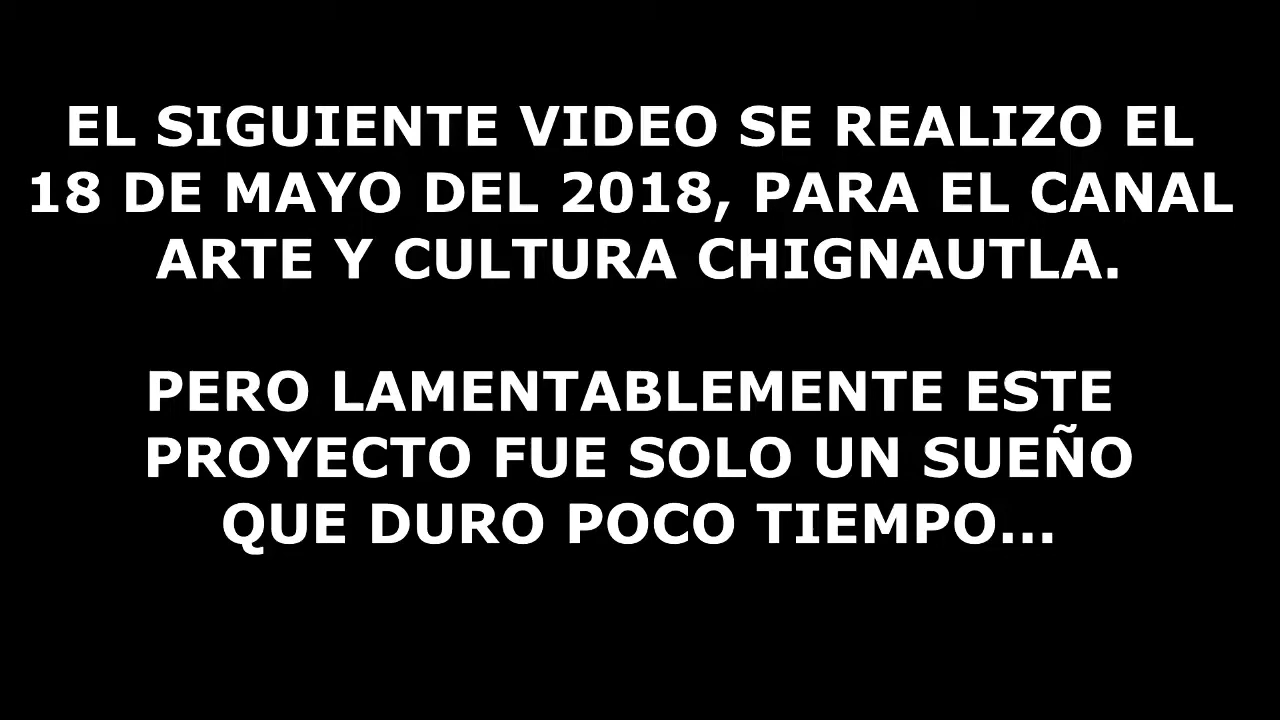 EL SIGUIENTE VIDEO SE REALIZO EL
18 DE MAYO DEL 2018, PARA EL CANAL
ARTE Y CULTURA CHIGNAUTLA.
PERO LAMENTABLEMENTE ESTE
PROYECTO FUE SOLO UN SUEÑO
QUE DURO POCO TIEMPO...